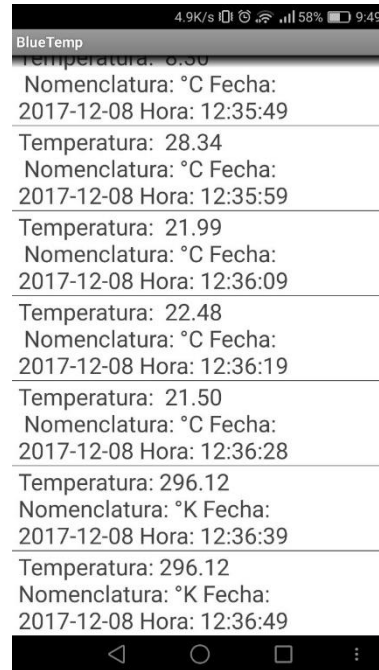 4.9K/s 58% 9:49
BlueTemp
Temperatura: 8.30
Nomenclatura: °C Fecha:
2017-12-08 Hora: 12:35:49
Temperatura: 28.34
Nomenclatura: °C Fecha:
2017-12-08 Hora: 12:35:59
Temperatura: 21.99
Nomenclatura: °C Fecha:
2017-12-08 Hora: 12:36:09
Temperatura: 22.48
Nomenclatura: °C Fecha:
2017-12-08 Hora: 12:36:19
Temperatura: 21.50
Nomenclatura: °C Fecha:
2017-12-08 Hora: 12:36:28
Temperatura: 296.12
Nomenclatura: °K Fecha:
2017-12-08 Hora: 12:36:39
Temperatura: 296.12
Nomenclatura: °K Fecha:
2017-12-08 Hora: 12:36:49